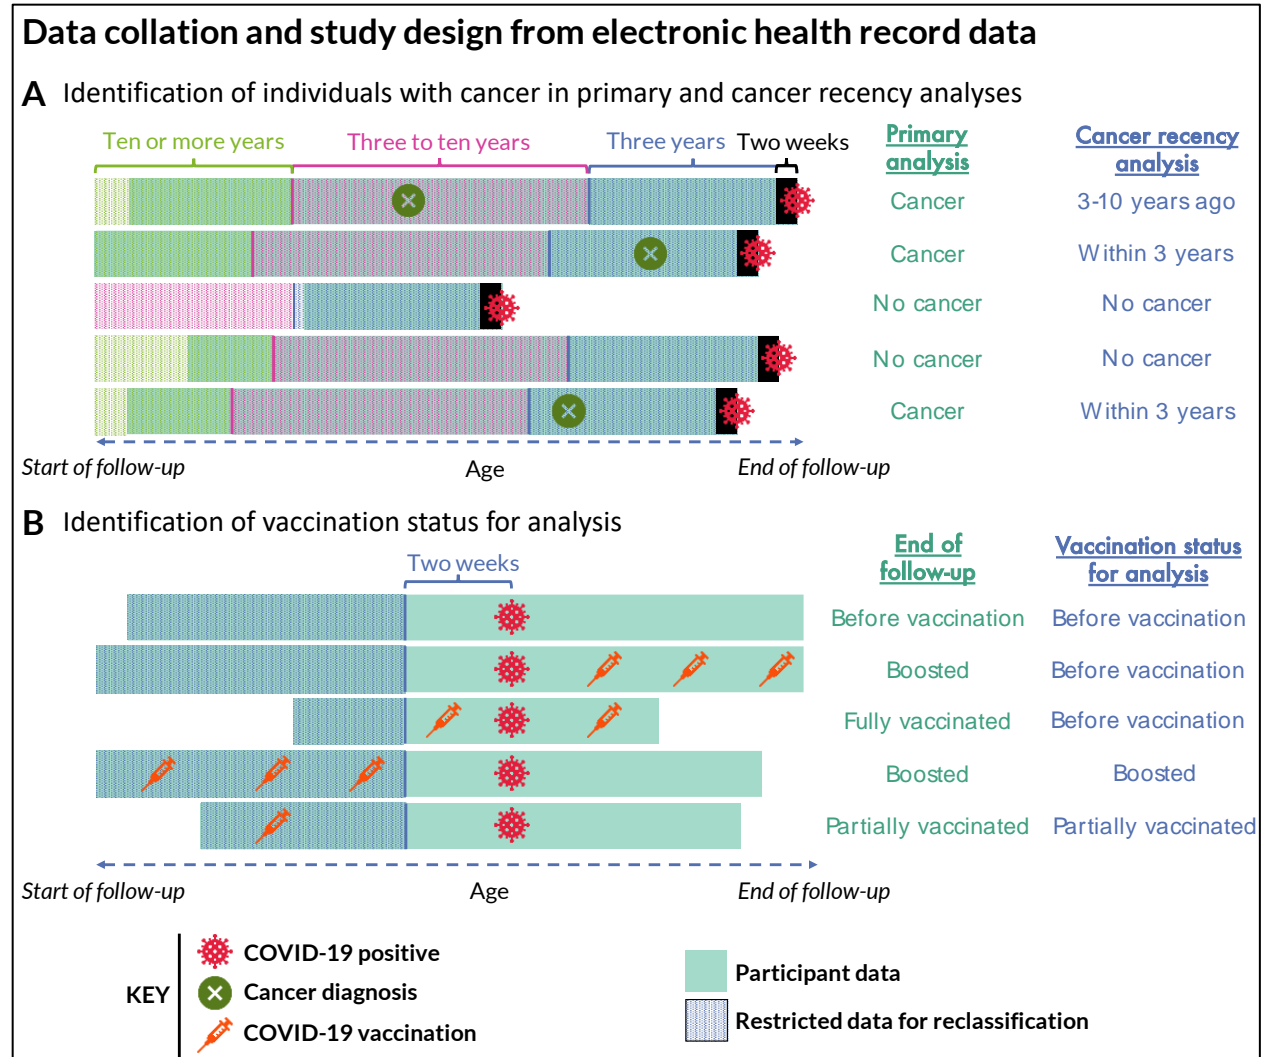 Data collation and study design from electronic health record data
A Identification of individuals with cancer in primary and cancer recency analyses
Ten or more years
Three to ten years
Three years
Two weeks
Primary
analysis
Cancer recency
analysis
Cancer
3-10 years ago
Cancer
Within 3 years
No cancer
No cancer
No cancer
No cancer
Cancer
Within 3 years
Start of follow-up
Age
End of follow-up
B Identification of vaccination status for analysis
Two weeks
End of
follow-up
Vaccination status
for analysis
Before vaccination
Before vaccination
Boosted
Before vaccination
Fully vaccinated
Before vaccination
Boosted
Boosted
Partially vaccinated
Partially vaccinated
Start of follow-up
Age
End of follow-up
KEY
COVID-19 positive
Cancer diagnosis
COVID-19 vaccination
Participant data
Restricted data for reclassification